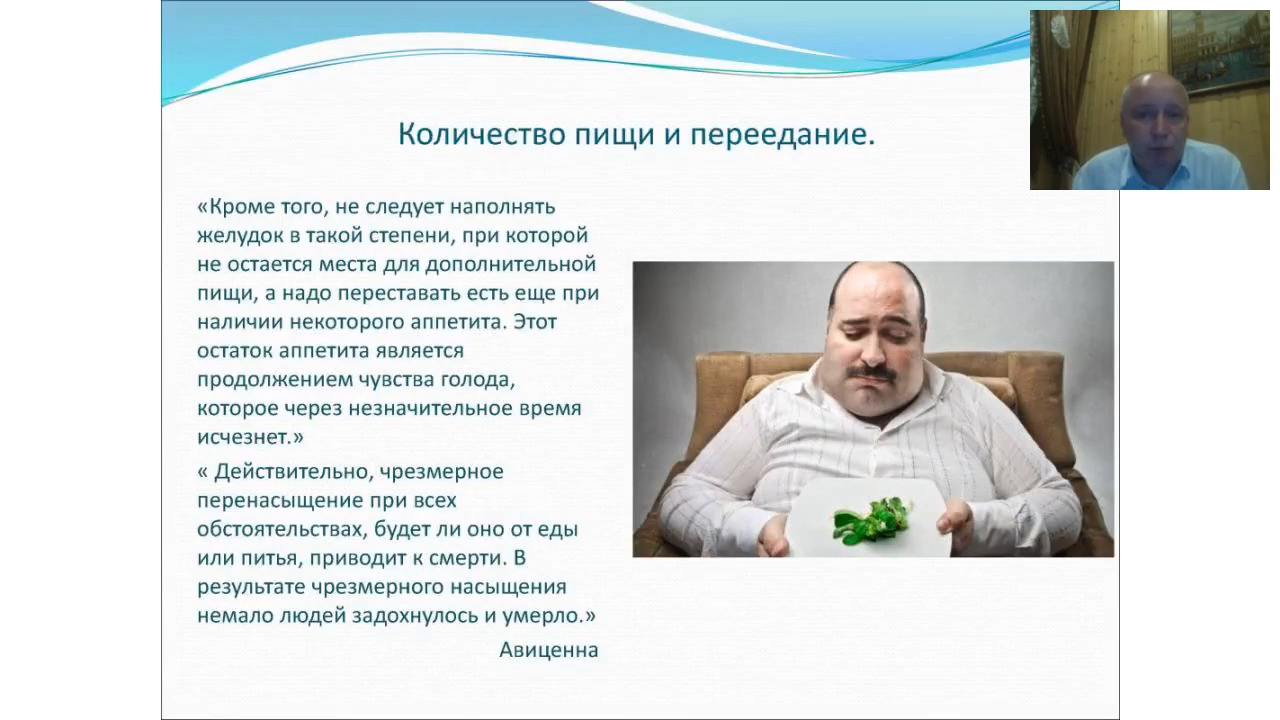 Количество пищи и переедание.
«Кроме того, не следует наполнять
желудок в такой степени, при которой
не остается места для дополнительной
пищи, а надо переставать есть еще при
наличии некоторого аппетита. Этот
остаток аппетита является
продолжением чувства голода,
которое через незначительное время
исчезнет.»
« Действительно, чрезмерное
перенасыщение при всех
обстоятельствах, будет ли оно от еды
или питья, приводит к смерти. В
результате чрезмерного насыщения
немало людей задохнулось и умерло.»
Авиценна